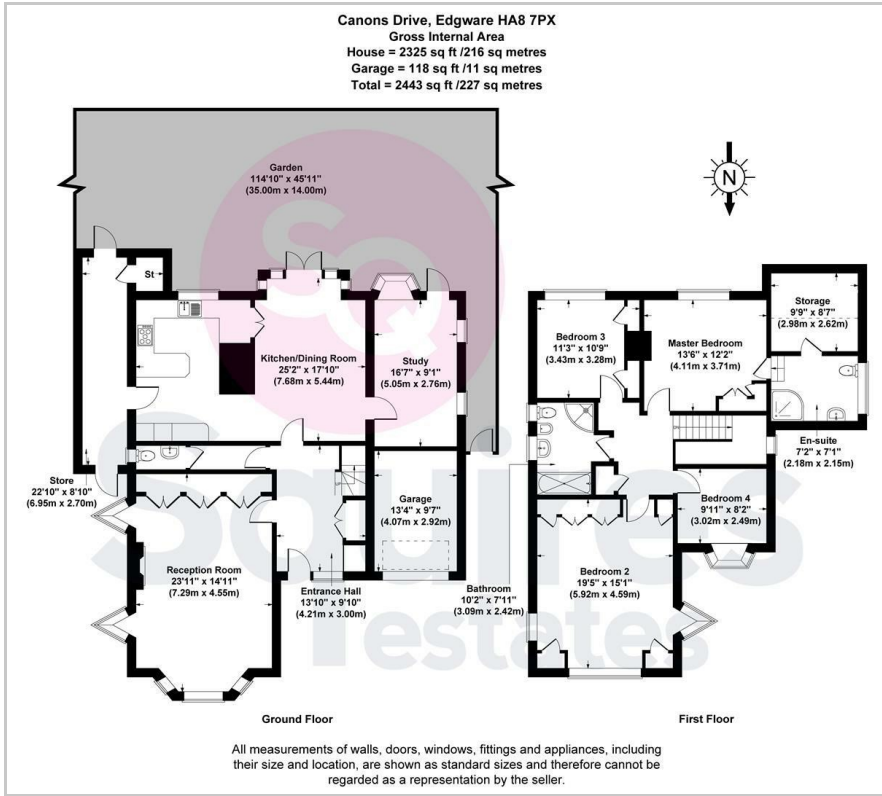 Canons Drive, Edgware HA8 7PX
Gross Internal Area
House = 2325 sq ft /216 sq metres
Garage = 118 sq ft /11 sq metres
Total = 2443 sq ft /227 sq metres
Garden
114'10" x 45'11"
(35.00m x 14.00m)
N
St
Kitchen/Dining Room
25'2" x 17'10"
(7.68m x 5.44m)
Study
16'7" x 9'1"
(5.05m x 2.76m)
Store
22'10" x 8'10"
(6.95m x 2.70m)
Garage
13'4" x 9'7"
(4.07m x 2.92m)
Reception Room
23'11" x 14'11"
(7.29m x 4.55m)
Entrance Hall
13'10" x 9'10"
(4.21m x 3.00m)
Ground Floor
Bedroom 3
11'3" x 10'9"
(3.43m x 3.28m)
Master Bedroom
13'6" x 12'2"
(4.11m x 3.71m)
Storage
9'9" x 8'7"
(2.98m x 2.62m)
En-suite
7'2" x 7'1"
(2.18m x 2.15m)
Bedroom 4
9'11" x 8'2"
(3.02m x 2.49m)
Bathroom
10'2" x 7'11"
(3.09m x 2.42m)
Bedroom 2
19'5" x 15'1"
(5.92m x 4.59m)
First Floor
SQ
Squires
estates
All measurements of walls, doors, windows, fittings and appliances, including
their size and location, are shown as standard sizes and therefore cannot be
regarded as a representation by the seller.